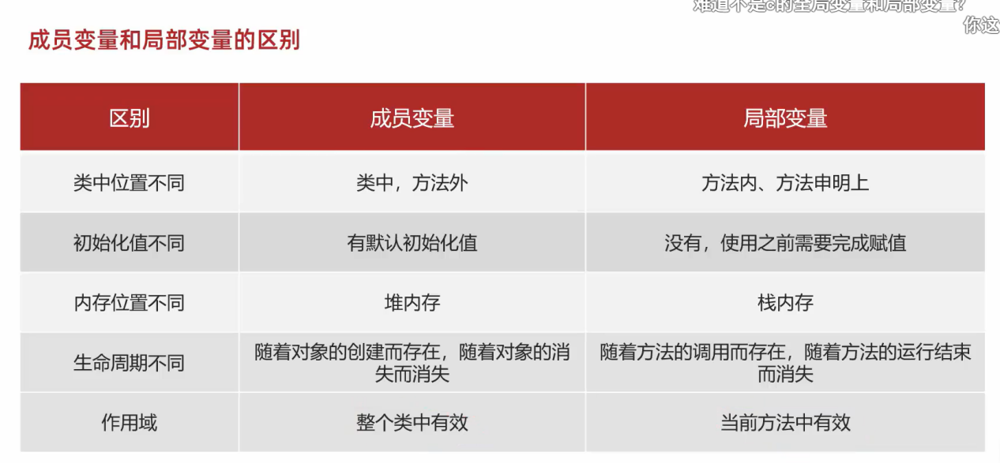 难道不是c的全局变量和局部变量？
你这
成员变量和局部变量的区别
区别 成员变量 局部变量
类中位置不同 类中，方法外 方法内、方法申明上
初始化值不同 有默认初始化值 没有，使用之前需要完成赋值
内存位置不同 堆内存 栈内存
生命周期不同 随着对象的创建而存在，随着对象的消 随着方法的调用而存在，随着方法的运行结束
失而消失 而消失
作用域 整个类中有效 当前方法中有效